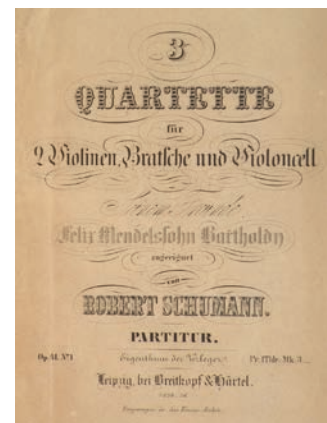 3
QUARTETTE
für
2 Violinen, Bratsche und Violoncell
Felix Mendelssohn Bartholdy
zugeeignet
von
ROBERT SCHUMANN.
PARTITUR.
Op. 41. No 1
Eigenthum der Verleger.
Leipzig, bei Breitkopf & Härtel.